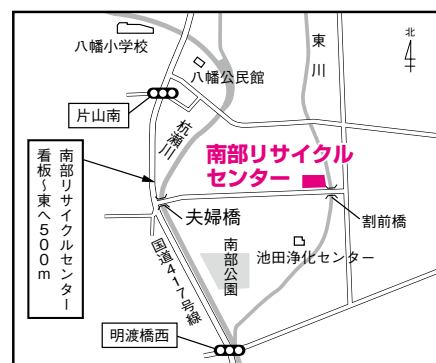 八幡小学校
八幡公民館
東川
北
片山南
杭瀬川
南部リサイクル
センター
南部リサイクルセンター
看板〜東へ500m
夫婦橋
割前橋
国道417号線
南部公園
池田浄化センター
明渡橋西